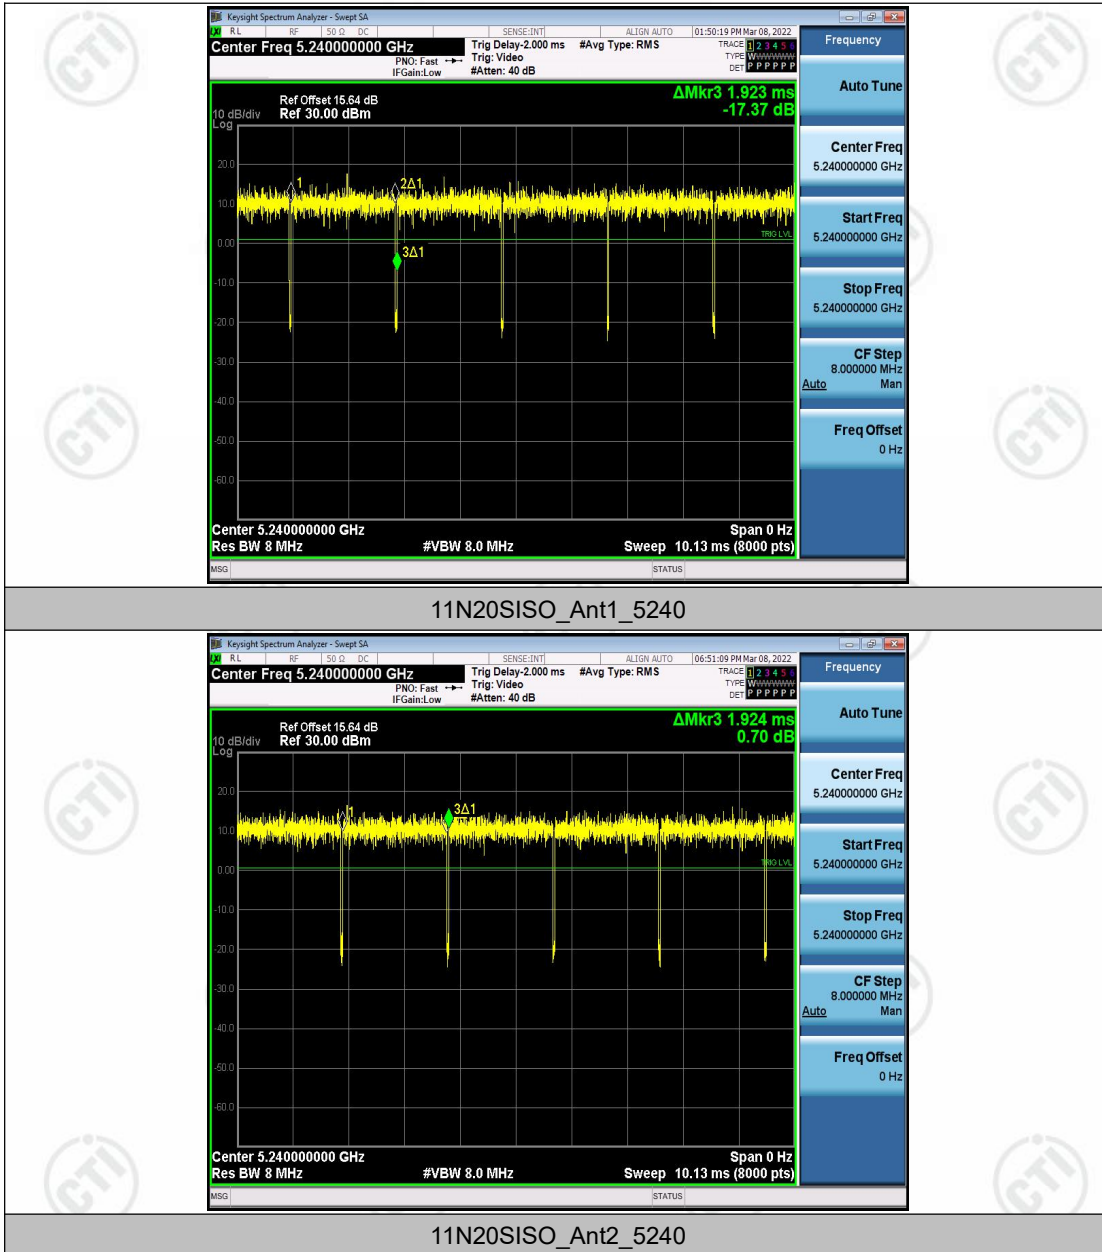 Keysight Spectrum Analyzer - Swept SA
LXI RL RF 50 Ω DC SENSE:INT ALIGN AUTO 01:50:19 PM Mar 08, 2022
Center Freq 5.240000000 GHz
PNO: Fast
IFGain:Low
Trig Delay-2.000 ms
Trig: Video
#Atten: 40 dB
#Avg Type: RMS
TRACE 1 2 3 4 5 6
TYPE WWWWWW
DET P P P P P P
Frequency
Auto Tune
Center Freq
5.240000000 GHz
Start Freq
5.240000000 GHz
Stop Freq
5.240000000 GHz
CF Step
8.000000 MHz
Auto Man
Freq Offset
0 Hz
ΔMkr3 1.923 ms
-17.37 dB
Ref Offset 15.64 dB
10 dB/div Ref 30.00 dBm
Log
20.0
10.0
0.00
-10.0
-20.0
-30.0
-40.0
-50.0
-60.0
1
2Δ1
3Δ1
TRIG LVL
Center 5.240000000 GHz Span 0 Hz
Res BW 8 MHz #VBW 8.0 MHz Sweep 10.13 ms (8000 pts)
MSG STATUS
11N20SISO_Ant1_5240
Keysight Spectrum Analyzer - Swept SA
LXI RL RF 50 Ω DC SENSE:INT ALIGN AUTO 06:51:09 PM Mar 08, 2022
Center Freq 5.240000000 GHz
PNO: Fast
IFGain:Low
Trig Delay-2.000 ms
Trig: Video
#Atten: 40 dB
#Avg Type: RMS
TRACE 1 2 3 4 5 6
TYPE WWWWWW
DET P P P P P P
Frequency
Auto Tune
Center Freq
5.240000000 GHz
Start Freq
5.240000000 GHz
Stop Freq
5.240000000 GHz
CF Step
8.000000 MHz
Auto Man
Freq Offset
0 Hz
ΔMkr3 1.924 ms
0.70 dB
Ref Offset 15.64 dB
10 dB/div Ref 30.00 dBm
Log
20.0
10.0
0.00
-10.0
-20.0
-30.0
-40.0
-50.0
-60.0
1
3Δ1
TRIG LVL
Center 5.240000000 GHz Span 0 Hz
Res BW 8 MHz #VBW 8.0 MHz Sweep 10.13 ms (8000 pts)
MSG STATUS
11N20SISO_Ant2_5240
CTI
CTI
CTI
CTI
CTI
CTI
CTI
CTI